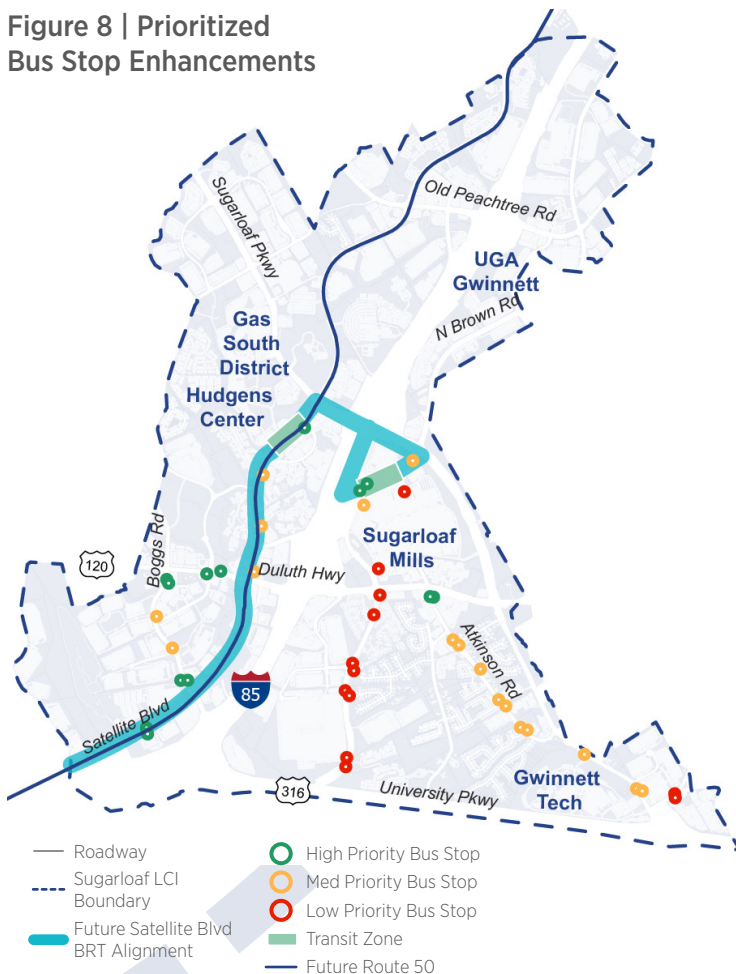 Figure 8 | Prioritized
Bus Stop Enhancements
Old Peachtree Rd
Sugarloaf Pkwy
UGA
Gwinnett
N Brown Rd
Gas
South
District
Hudgens
Center
Sugarloaf
Mills
Boggs Rd
120
Duluth Hwy
Atkinson Rd
85
Satellite Blvd
316
University Pkwy
Gwinnett
Tech
Roadway
Sugarloaf LCI
Boundary
Future Satellite Blvd
BRT Alignment
High Priority Bus Stop
Med Priority Bus Stop
Low Priority Bus Stop
Transit Zone
Future Route 50